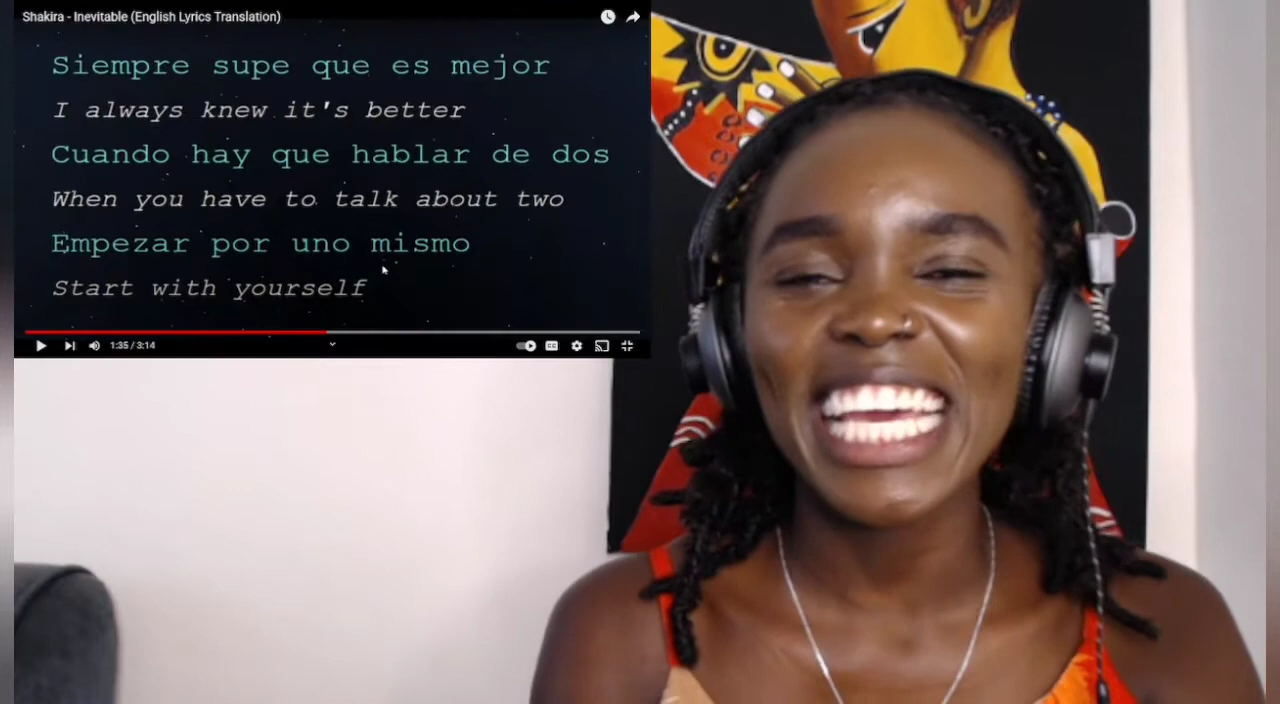 Shakira - Inevitable (English Lyrics Translation)
Siempre supe que es mejor
I always knew it's better
Cuando hay que hablar de dos
When you have to talk about two
Empezar por uno mismo
Start with yourself
1:35 / 3:14
CC